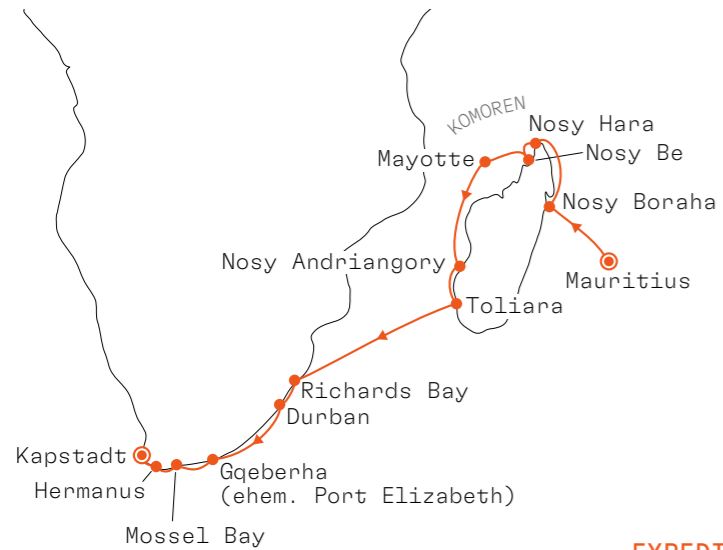 KOMOREN
Nosy Hara
Mayotte
Nosy Be
Nosy Boraha
Nosy Andriangory
Mauritius
Toliara
Richards Bay
Durban
Kapstadt
Gqeberha
(ehem. Port Elizabeth)
Hermanus
Mossel Bay